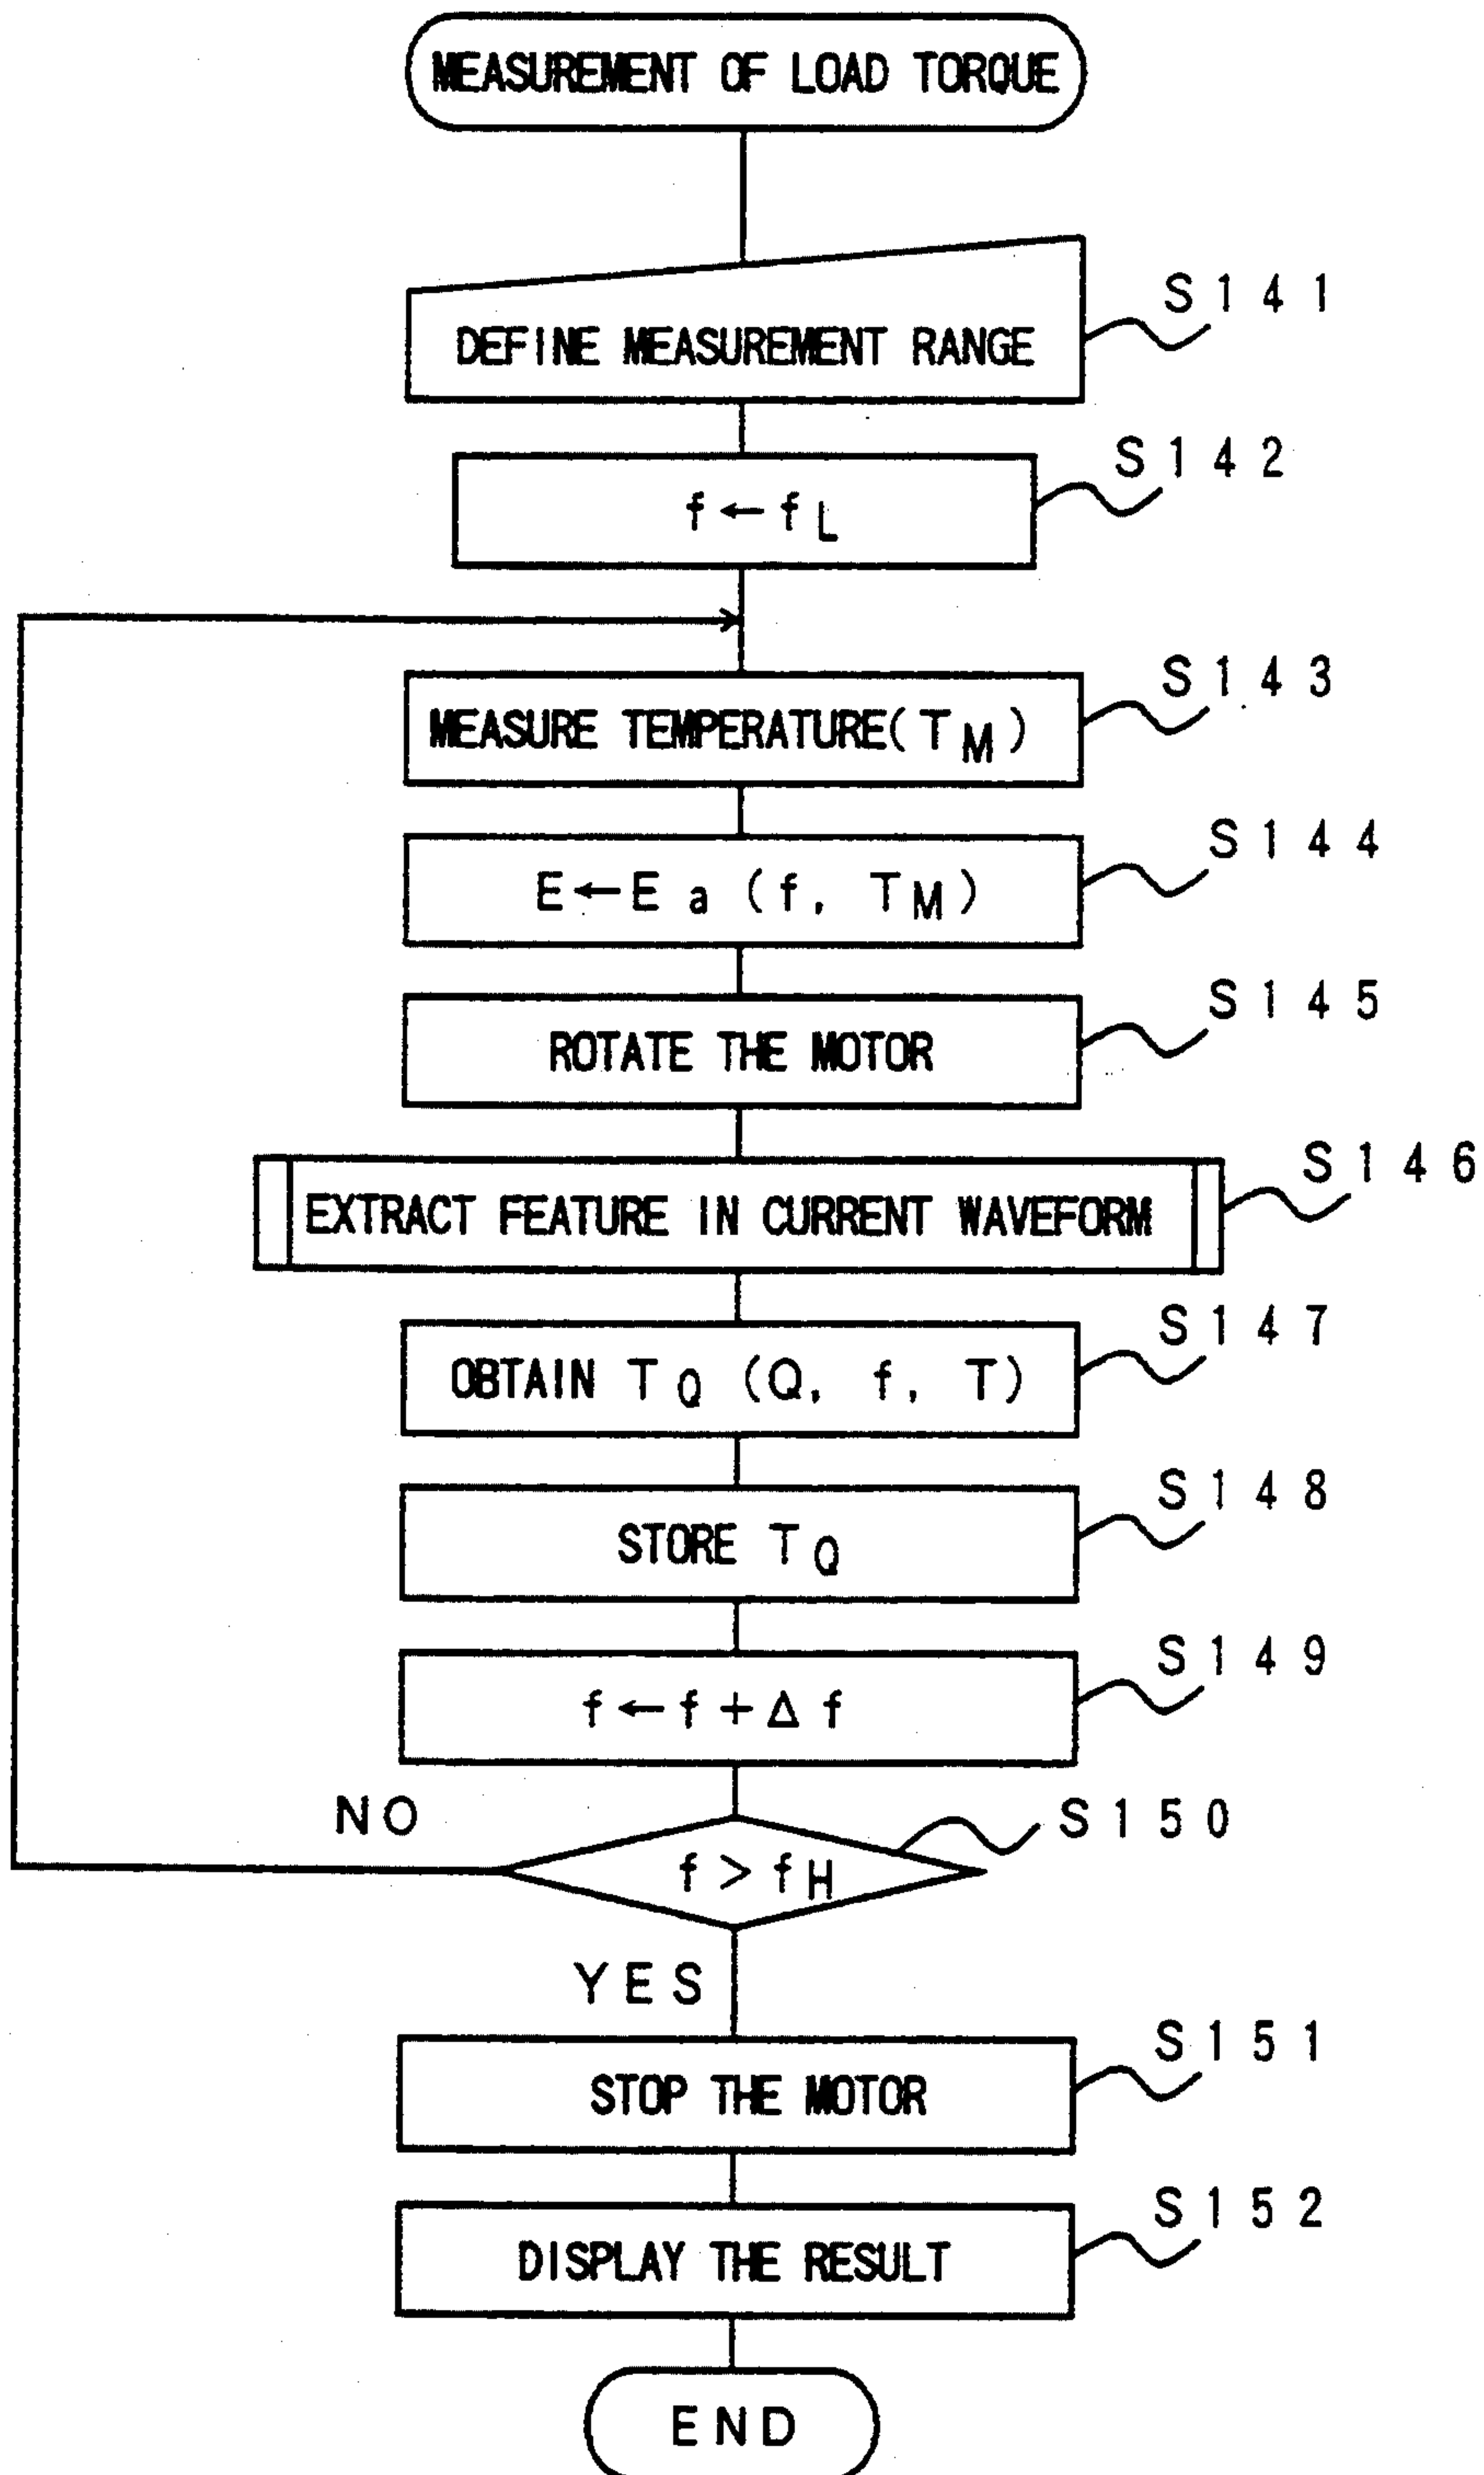 MEASUREMENT OF LOAD TORQUE
S141
DEFINE MEASUREMENT RANGE
S142
f←fL
S143
MEASURE TEMPERATURE(TM)
S144
E←Ea(f, TM)
S145
ROTATE THE MOTOR
S146
EXTRACT FEATURE IN CURRENT WAVEFORM
S147
OBTAIN TQ (Q, f, T)
S148
STORE TQ
S149
f←f+Δf
NO
S150
f>fH
YES
S151
STOP THE MOTOR
S152
DISPLAY THE RESULT
END